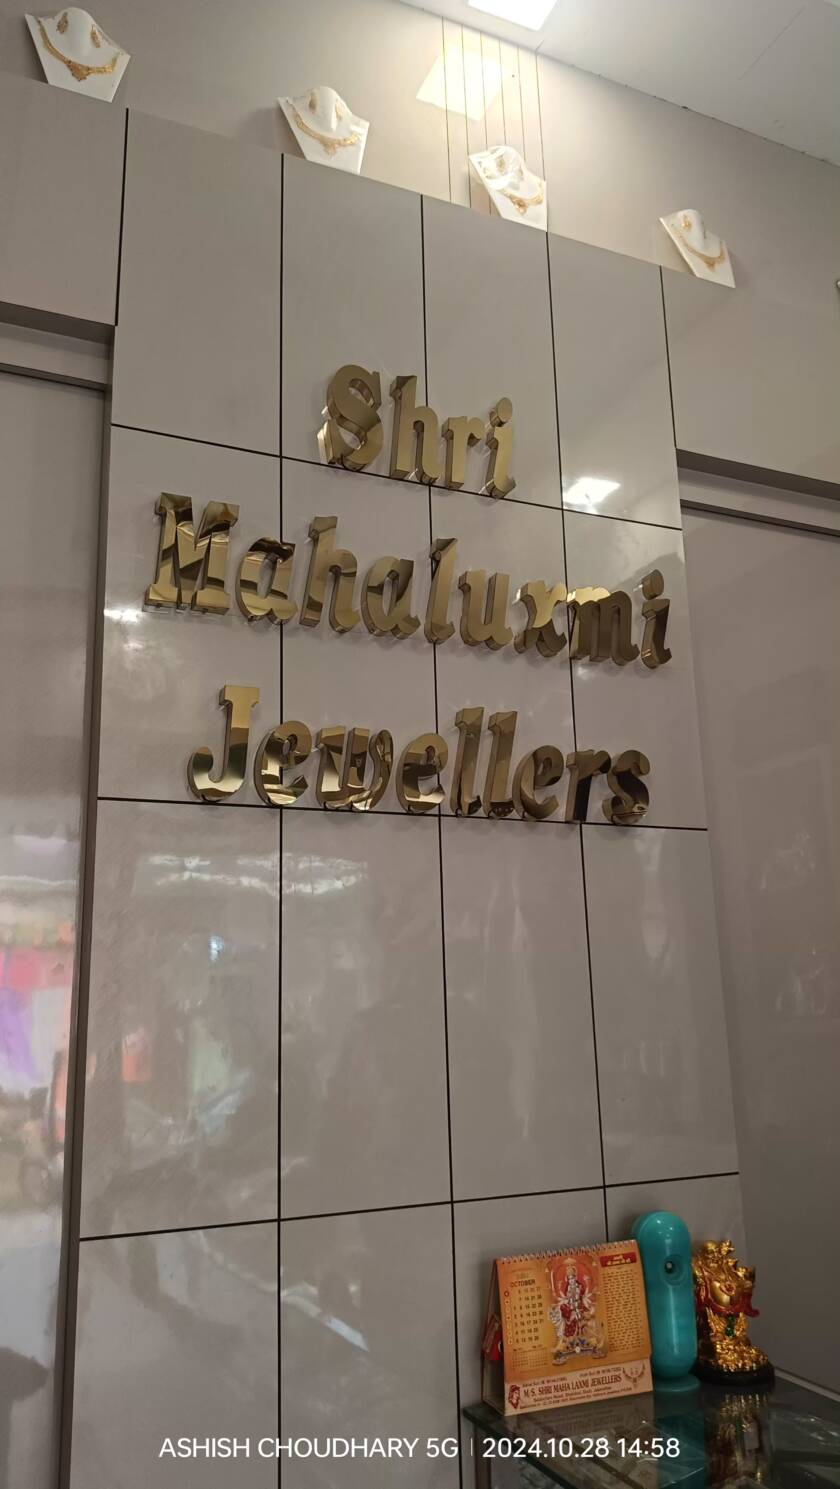 Shri
Mahaluxmi
Jewellers
OCTOBER
M/S. SHRI MAHA LAXMI JEWELLERS
ASHISH CHOUDHARY 5G | 2024.10.28 14:58